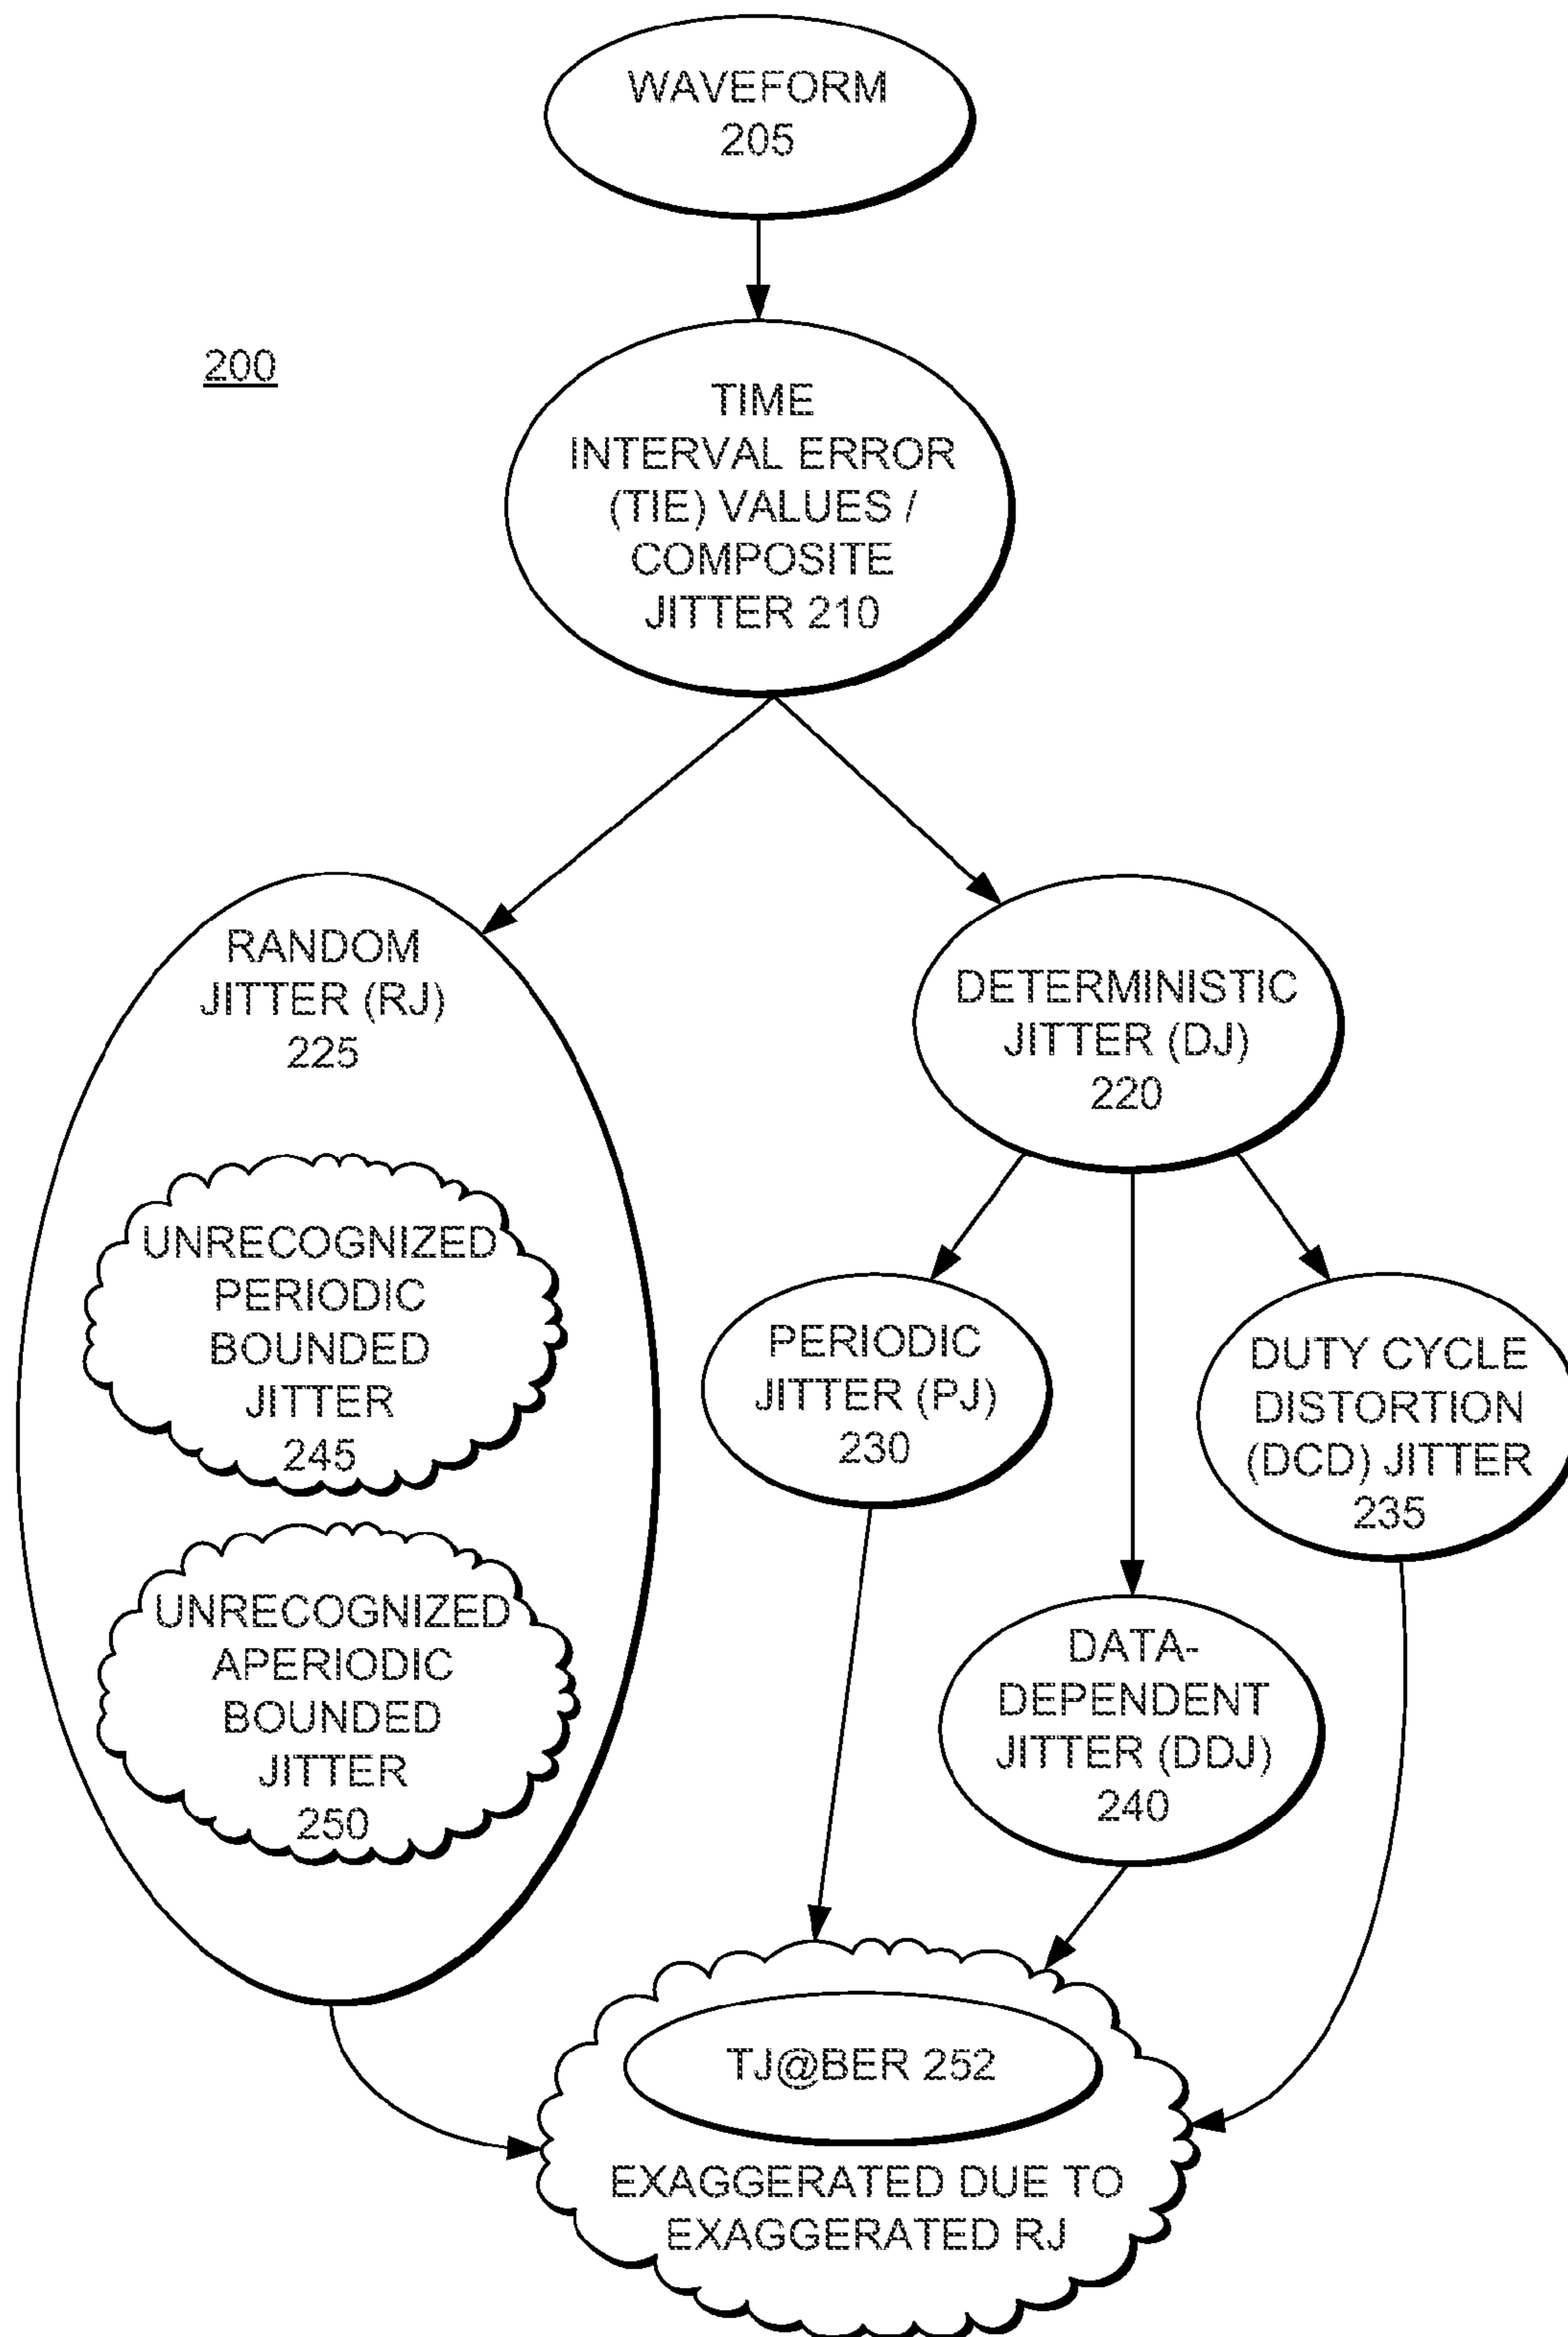 WAVEFORM
205
200
TIME
INTERVAL ERROR
(TIE) VALUES /
COMPOSITE
JITTER 210
RANDOM
JITTER (RJ)
225
DETERMINISTIC
JITTER (DJ)
220
UNRECOGNIZED
PERIODIC
BOUNDED
JITTER
245
PERIODIC
JITTER (PJ)
230
DUTY CYCLE
DISTORTION
(DCD) JITTER
235
UNRECOGNIZED
APERIODIC
BOUNDED
JITTER
250
DATA-
DEPENDENT
JITTER (DDJ)
240
TJ@BER 252
EXAGGERATED DUE TO
EXAGGERATED RJ